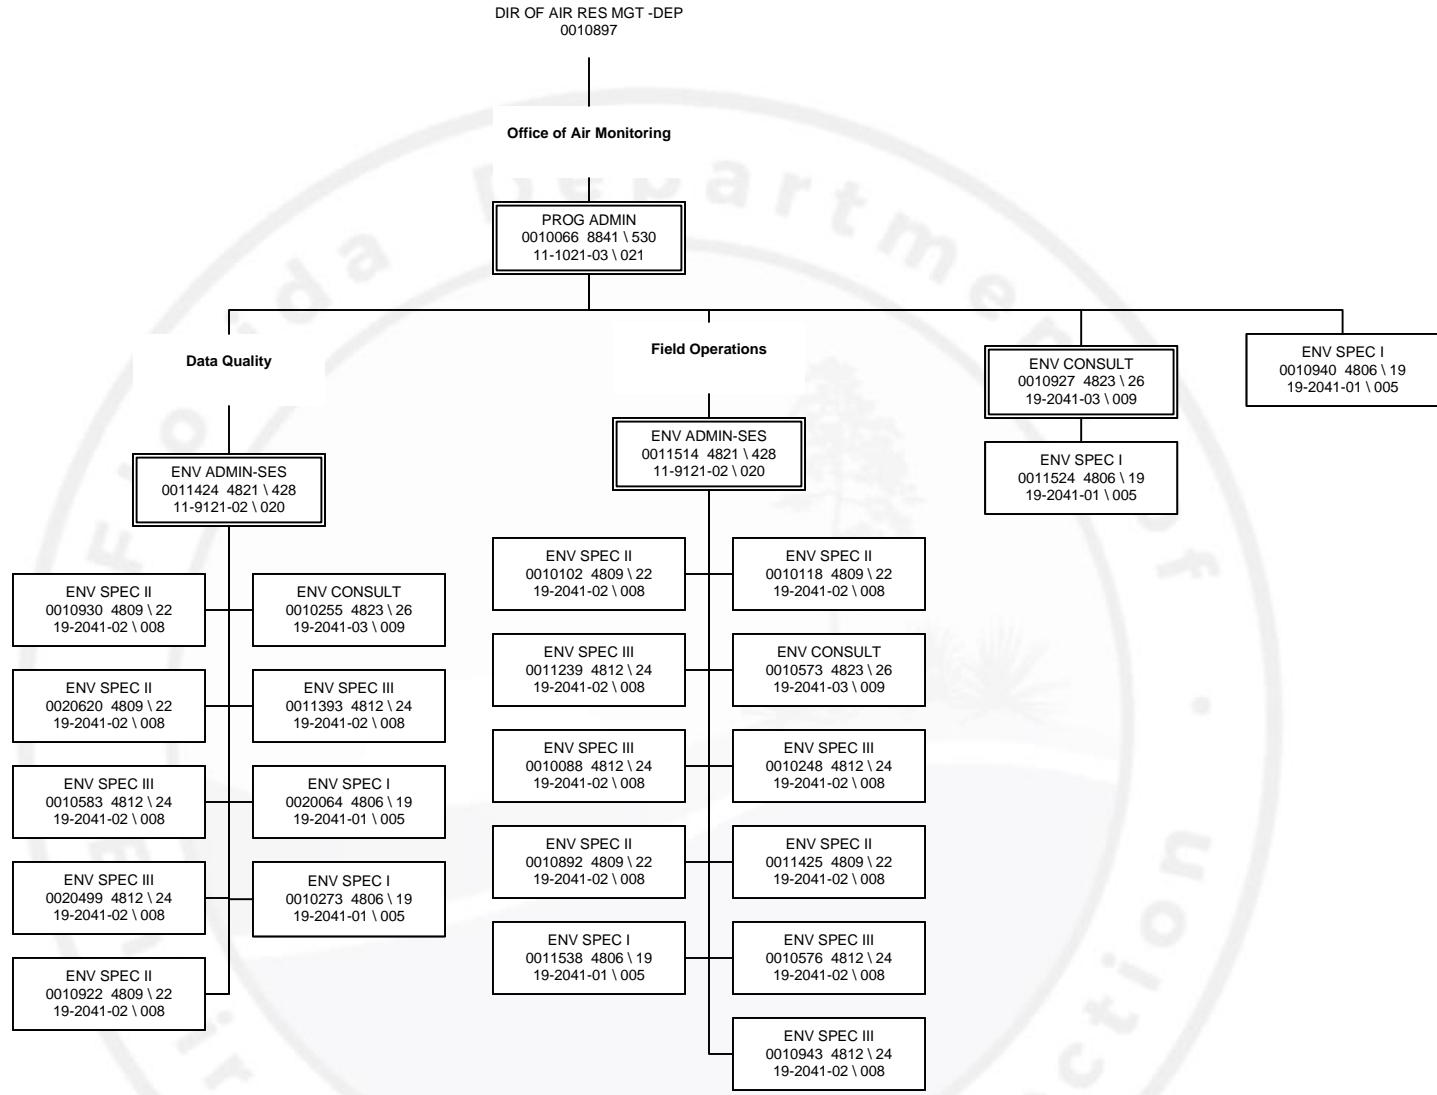 DIR OF AIR RES MGT -DEP
0010897
Office of Air Monitoring
PROG ADMIN
0010066 8841 \ 530
11-1021-03 \ 021
Data Quality
ENV ADMIN-SES
0011424 4821 \ 428
11-9121-02 \ 020
ENV SPEC II
0010930 4809 \ 22
19-2041-02 \ 008
ENV CONSULT
0010255 4823 \ 26
19-2041-03 \ 009
ENV SPEC II
0020620 4809 \ 22
19-2041-02 \ 008
ENV SPEC III
0011393 4812 \ 24
19-2041-02 \ 008
ENV SPEC III
0010583 4812 \ 24
19-2041-02 \ 008
ENV SPEC I
0020064 4806 \ 19
19-2041-01 \ 005
ENV SPEC III
0020499 4812 \ 24
19-2041-02 \ 008
ENV SPEC I
0010273 4806 \ 19
19-2041-01 \ 005
ENV SPEC II
0010922 4809 \ 22
19-2041-02 \ 008
Field Operations
ENV ADMIN-SES
0011514 4821 \ 428
11-9121-02 \ 020
ENV SPEC II
0010102 4809 \ 22
19-2041-02 \ 008
ENV SPEC II
0010118 4809 \ 22
19-2041-02 \ 008
ENV SPEC III
0011239 4812 \ 24
19-2041-02 \ 008
ENV CONSULT
0010573 4823 \ 26
19-2041-03 \ 009
ENV SPEC III
0010088 4812 \ 24
19-2041-02 \ 008
ENV SPEC III
0010248 4812 \ 24
19-2041-02 \ 008
ENV SPEC II
0010892 4809 \ 22
19-2041-02 \ 008
ENV SPEC II
0011425 4809 \ 22
19-2041-02 \ 008
ENV SPEC I
0011538 4806 \ 19
19-2041-01 \ 005
ENV SPEC III
0010576 4812 \ 24
19-2041-02 \ 008
ENV SPEC III
0010943 4812 \ 24
19-2041-02 \ 008
ENV CONSULT
0010927 4823 \ 26
19-2041-03 \ 009
ENV SPEC I
0011524 4806 \ 19
19-2041-01 \ 005
ENV SPEC I
0010940 4806 \ 19
19-2041-01 \ 005
Department of